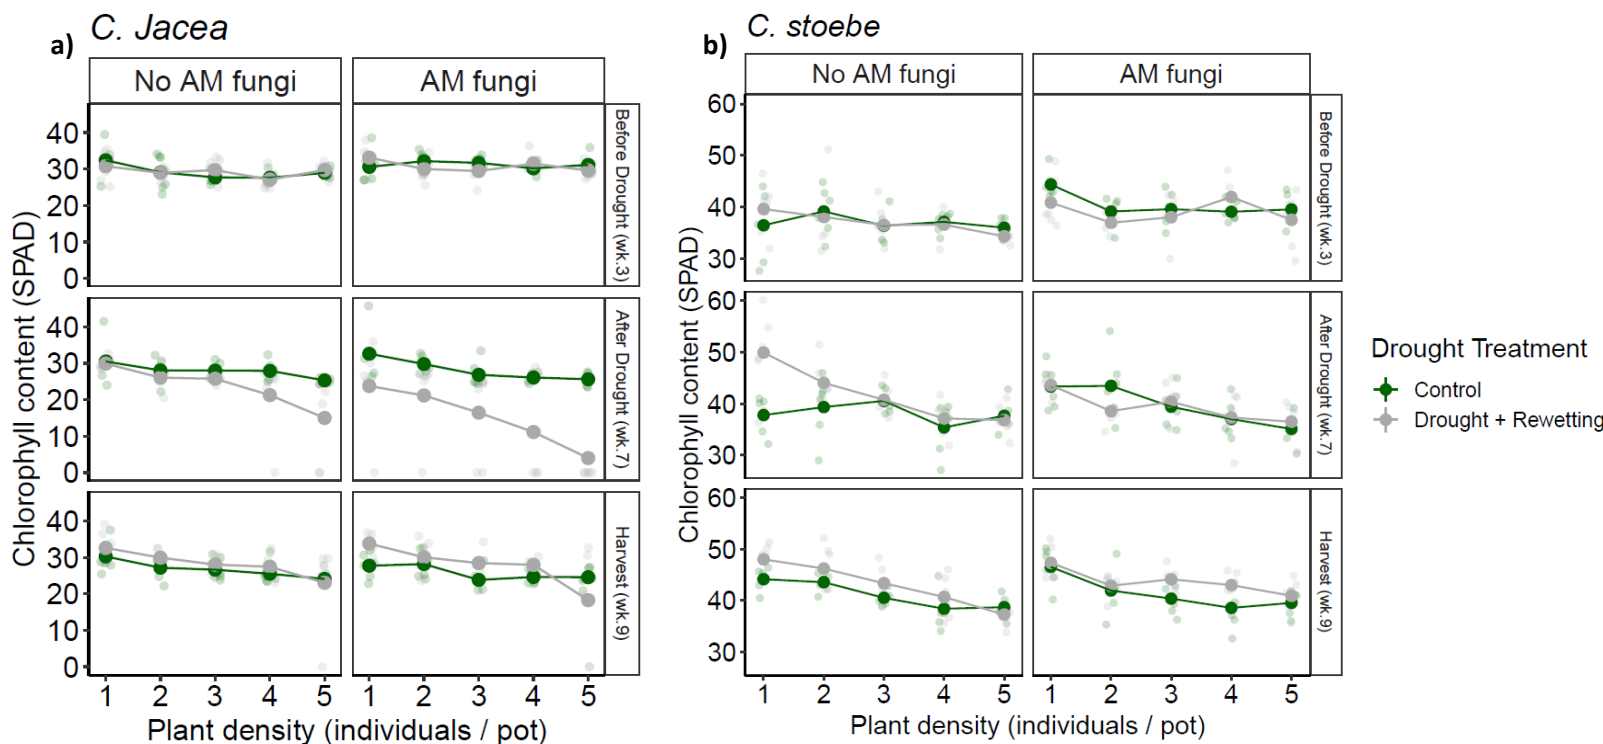 C. Jacea
a)
No AM fungi
AM fungi
Chlorophyll content (SPAD)
40
30
20
10
0
Before Drought (wk.3)
40
30
20
10
0
After Drought (wk.7)
40
30
20
10
0
Harvest (wk.9)
1 2 3 4 5
1 2 3 4 5
Plant density (individuals / pot)
C. stoebe
b)
No AM fungi
AM fungi
Chlorophyll content (SPAD)
60
50
40
30
Before Drought (wk.3)
60
50
40
30
After Drought (wk.7)
60
50
40
30
Harvest (wk.9)
1 2 3 4 5
1 2 3 4 5
Plant density (individuals / pot)
Drought Treatment
Control
Drought + Rewetting